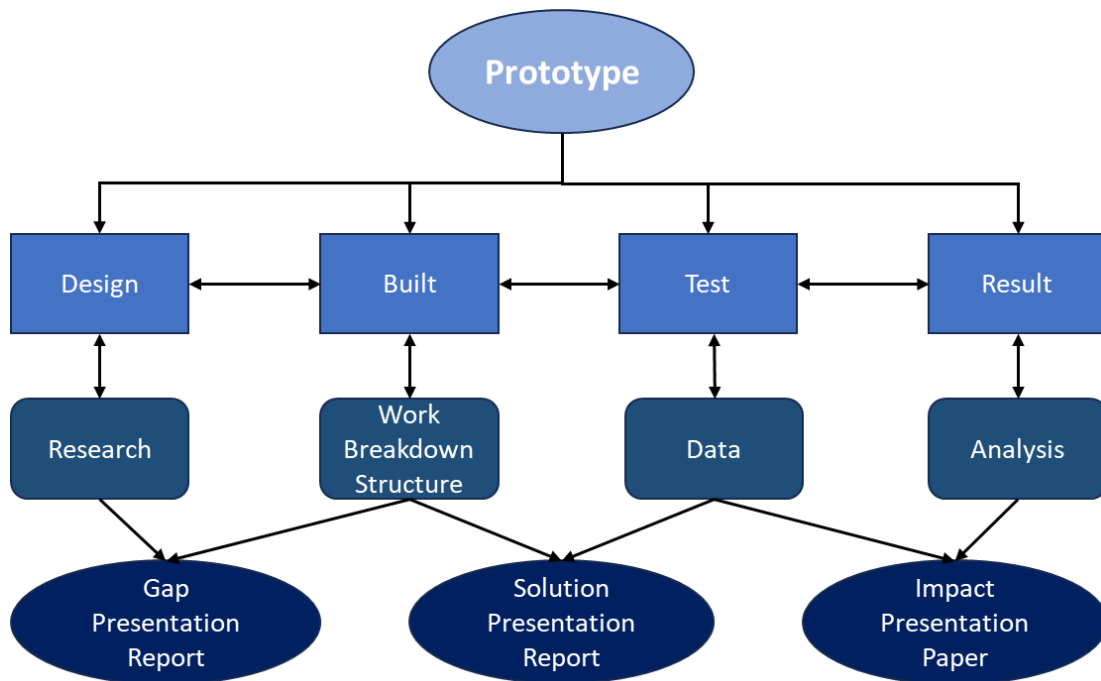 Prototype
Design
Built
Test
Result
Research
Work
Breakdown
Structure
Data
Analysis
Gap
Presentation
Report
Solution
Presentation
Report
Impact
Presentation
Paper